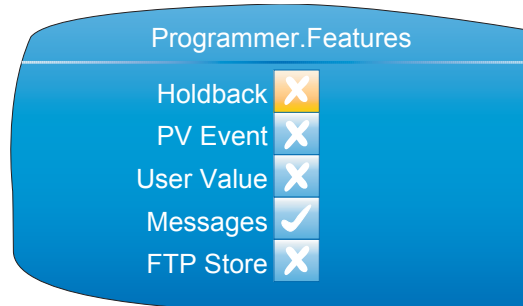 Programmer.Features
Holdback
PV Event
User Value
Messages
FTP Store